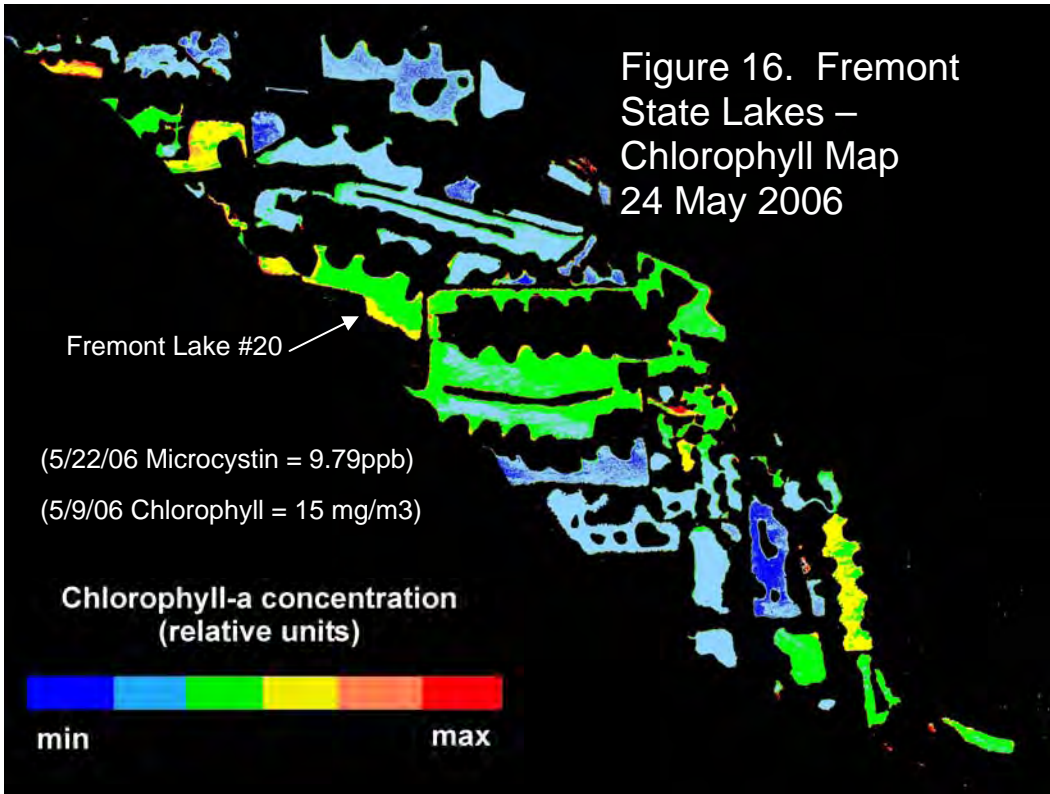 Figure 16.  Fremont
State Lakes –
Chlorophyll Map
24 May 2006
Fremont Lake #20
(5/22/06 Microcystin = 9.79ppb)
(5/9/06 Chlorophyll = 15 mg/m3)
Chlorophyll-a concentration
(relative units)
min
max